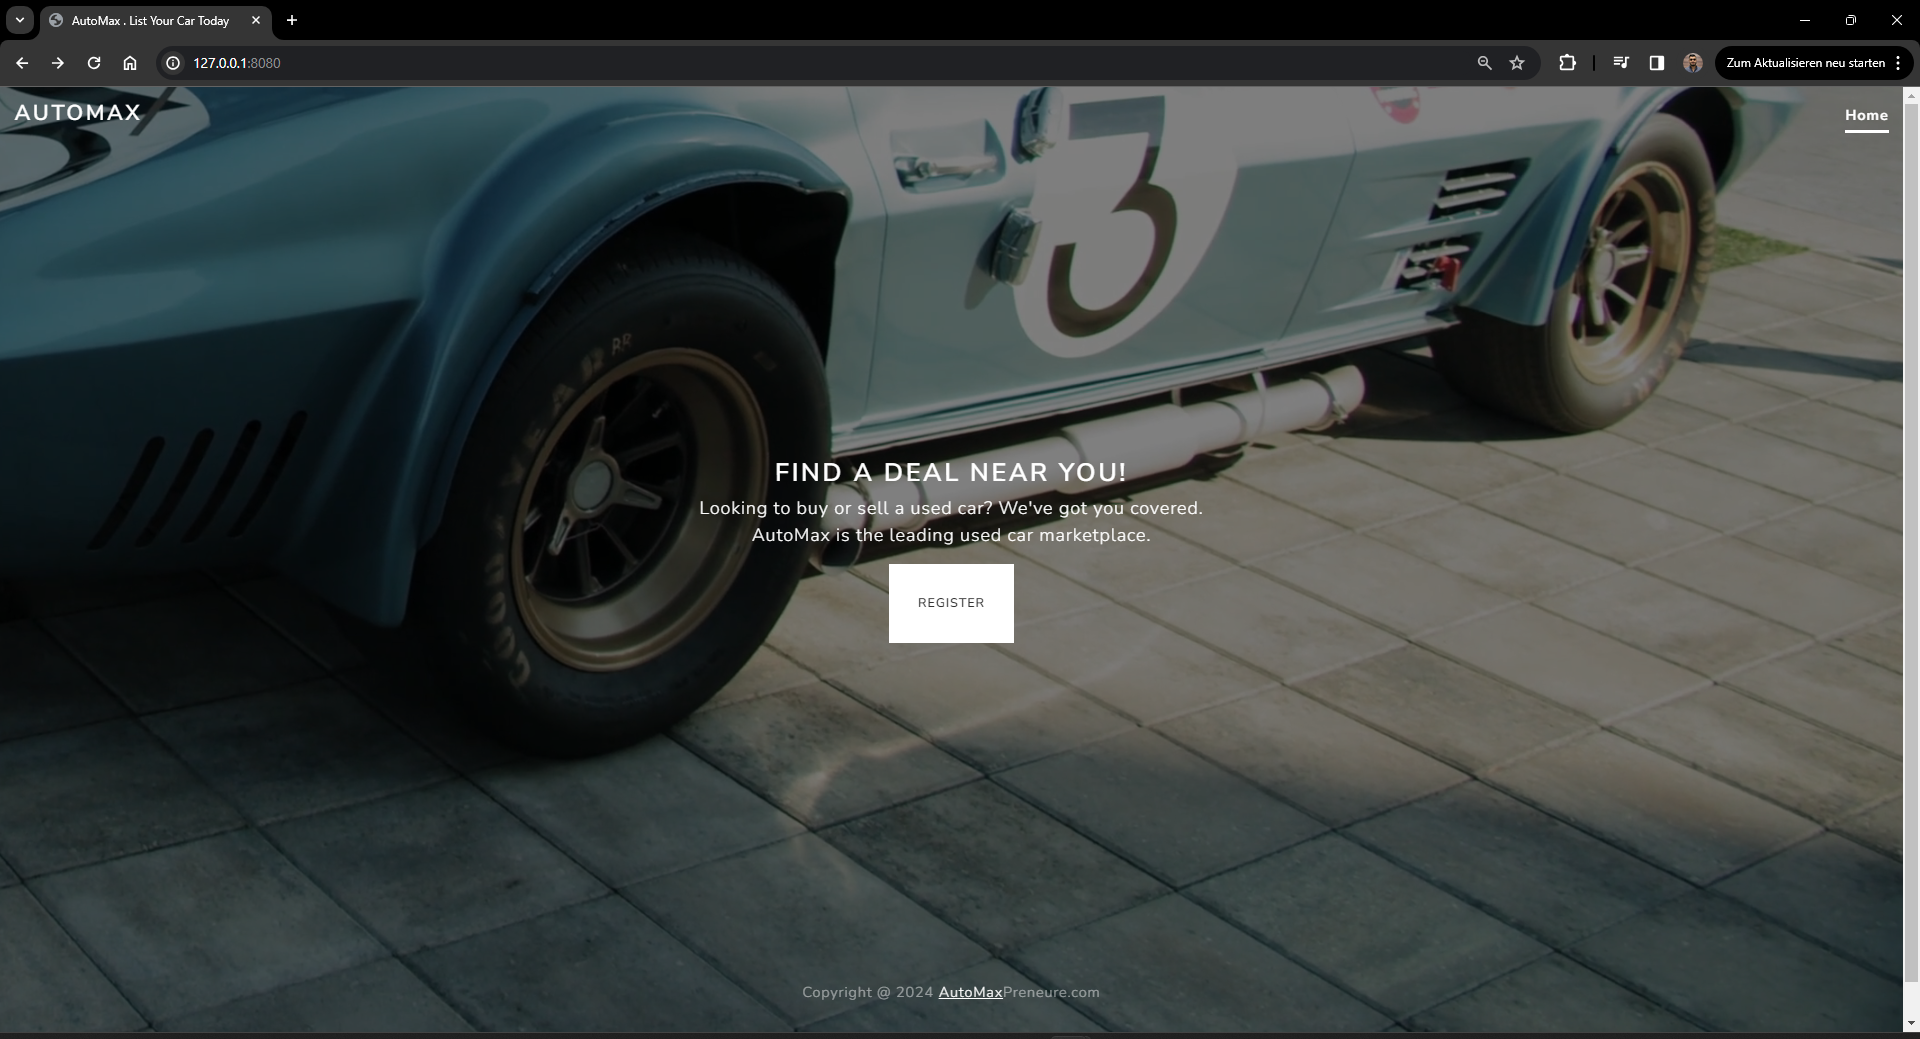 AutoMax . List Your Car Today
127.0.0.1:8080
Zum Aktualisieren neu starten
AUTOMAX
Home
3
GOODYEAR
FIND A DEAL NEAR YOU!
Looking to buy or sell a used car? We've got you covered.
AutoMax is the leading used car marketplace.
REGISTER
Copyright @ 2024 AutoMaxPreneure.com